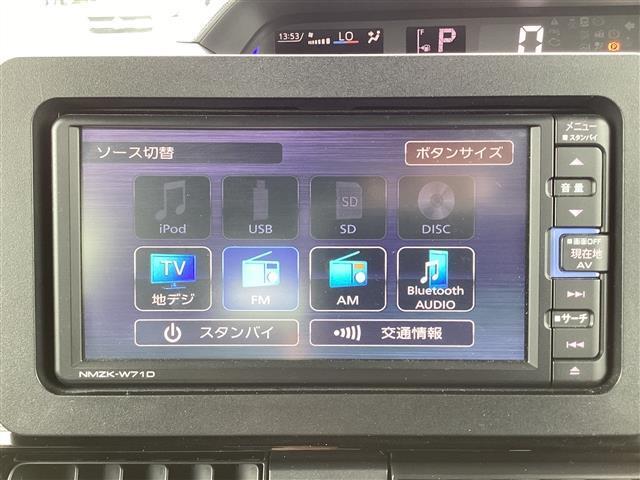 13:53
LO
F
P
0
メニュー
■スタンバイ
ソース切替
ボタンサイズ
iPod
USB
SD
SD
DISC
音量
TV
地デジ
FM
AM
Bluetooth
AUDIO
■画面OFF
現在地
AV
スタンバイ
交通情報
■サーチ
NMZK-W71D